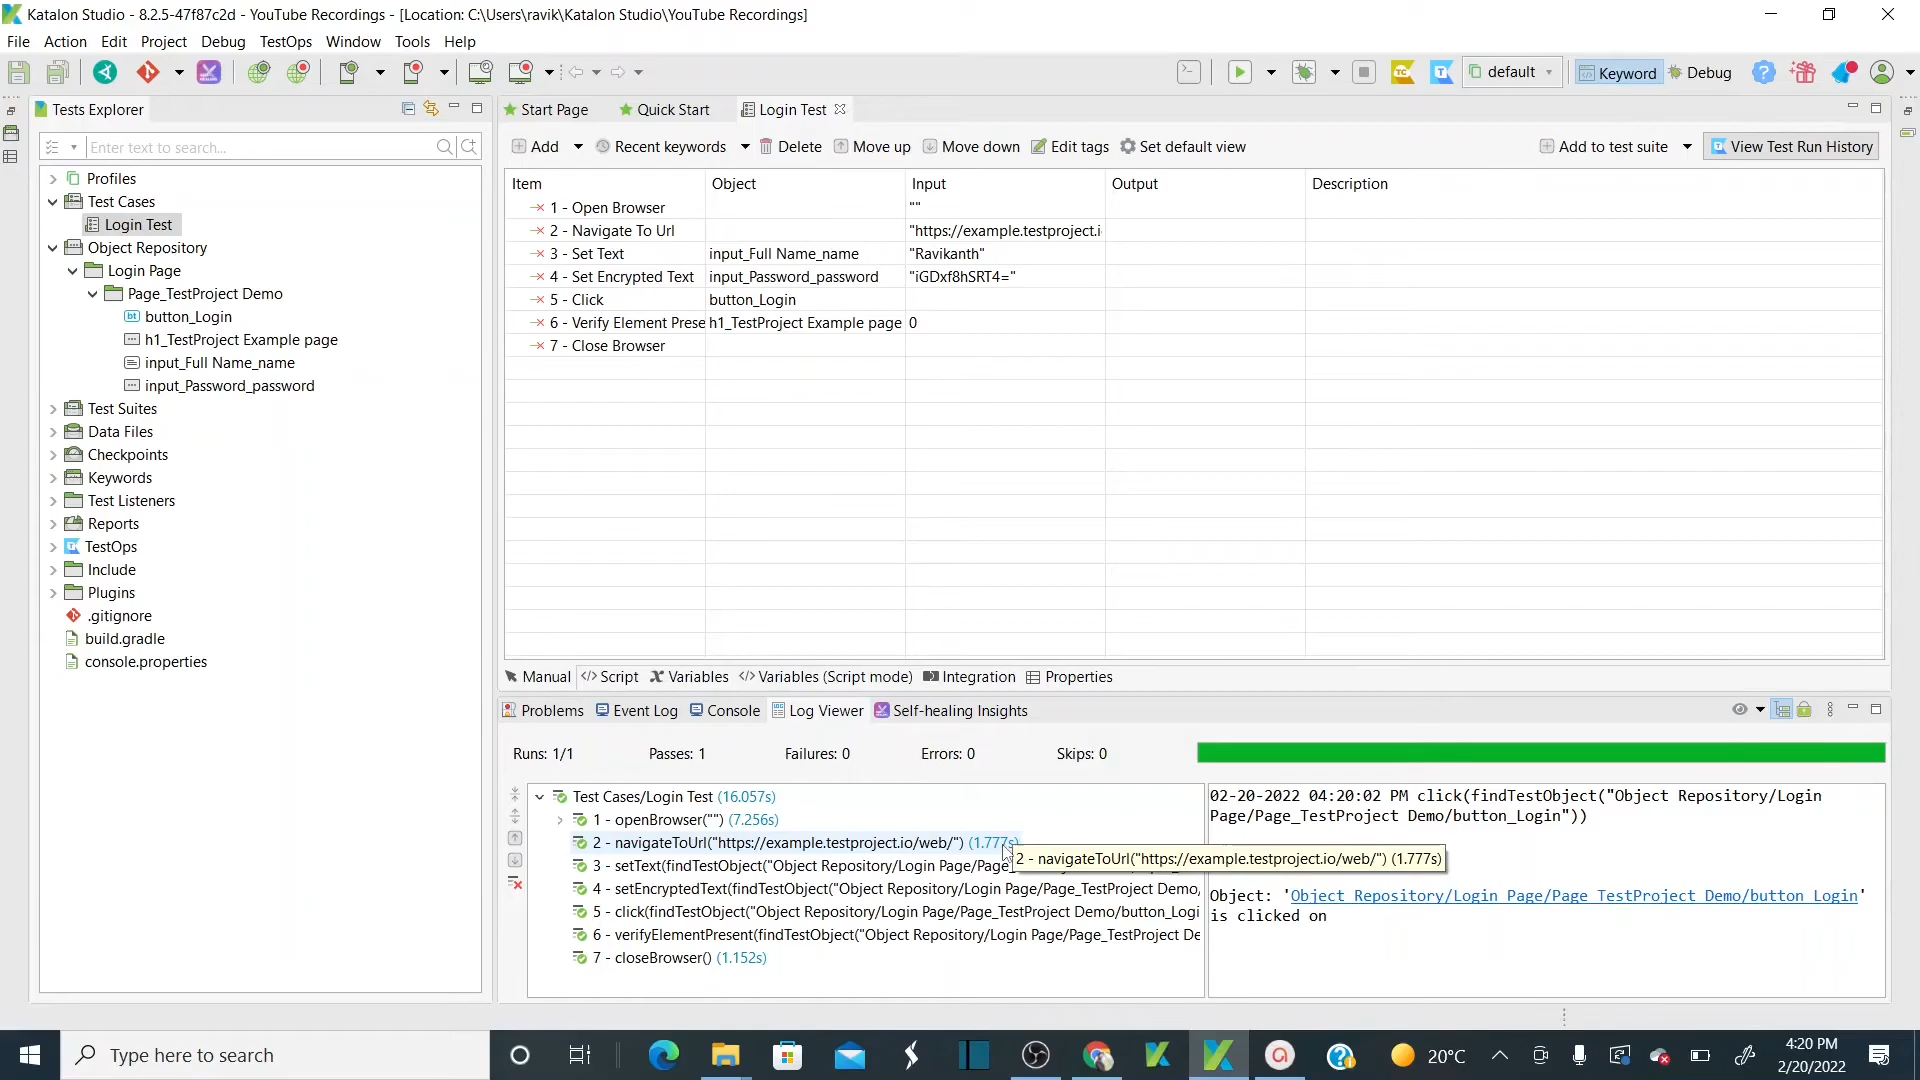 Katalon Studio - 8.2.5-47f87c2d - YouTube Recordings - [Location: C:\Users\ravik\Katalon Studio\YouTube Recordings]
File Action Edit Project Debug TestOps Window Tools Help
default Keyword Debug
Tests Explorer
Start Page Quick Start Login Test
Enter text to search...
Add Recent keywords Delete Move up Move down Edit tags Set default view Add to test suite View Test Run History
Profiles
Test Cases
Login Test
Object Repository
Login Page
Page_TestProject Demo
button_Login
h1_TestProject Example page
input_Full Name_name
input_Password_password
Test Suites
Data Files
Checkpoints
Keywords
Test Listeners
Reports
TestOps
Include
Plugins
.gitignore
build.gradle
console.properties
Item Object Input Output Description
1 - Open Browser ""
2 - Navigate To Url "https://example.testproject.i
3 - Set Text input_Full Name_name "Ravikanth"
4 - Set Encrypted Text input_Password_password "iGDxf8hSRT4="
5 - Click button_Login
6 - Verify Element Prese h1_TestProject Example page 0
7 - Close Browser
Manual Script Variables Variables (Script mode) Integration Properties
Problems Event Log Console Log Viewer Self-healing Insights
Runs: 1/1 Passes: 1 Failures: 0 Errors: 0 Skips: 0
Test Cases/Login Test (16.057s)
1 - openBrowser("") (7.256s)
2 - navigateToUrl("https://example.testproject.io/web/") (1.777s)
2 - navigateToUrl("https://example.testproject.io/web/") (1.777s)
3 - setText(findTestObject("Object Repository/Login Page/Page_
4 - setEncryptedText(findTestObject("Object Repository/Login Page/Page_TestProject Demo/
5 - click(findTestObject("Object Repository/Login Page/Page_TestProject Demo/button_Logi
6 - verifyElementPresent(findTestObject("Object Repository/Login Page/Page_TestProject De
7 - closeBrowser() (1.152s)
02-20-2022 04:20:02 PM click(findTestObject("Object Repository/Login
Page/Page_TestProject Demo/button_Login"))
Object: 'Object Repository/Login Page/Page_TestProject Demo/button_Login'
is clicked on
Type here to search
20°C
4:20 PM
2/20/2022